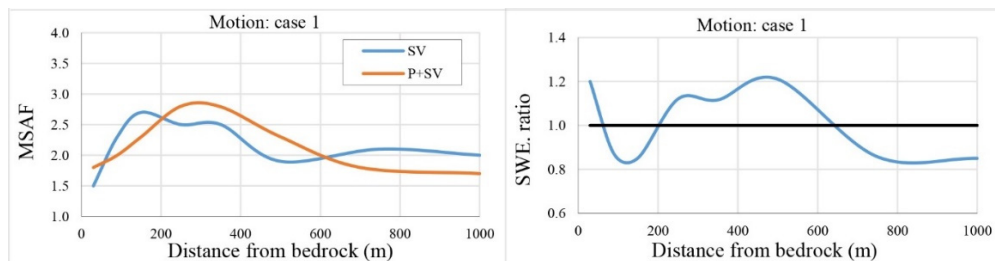 Motion: case 1
MSAF
4.0
3.5
3.0
2.5
2.0
1.5
1.0
SV
P+SV
0 200 400 600 800 1000
Distance from bedrock (m)
Motion: case 1
SWE. ratio
1.4
1.2
1.0
0.8
0.6
0 200 400 600 800 1000
Distance from bedrock (m)